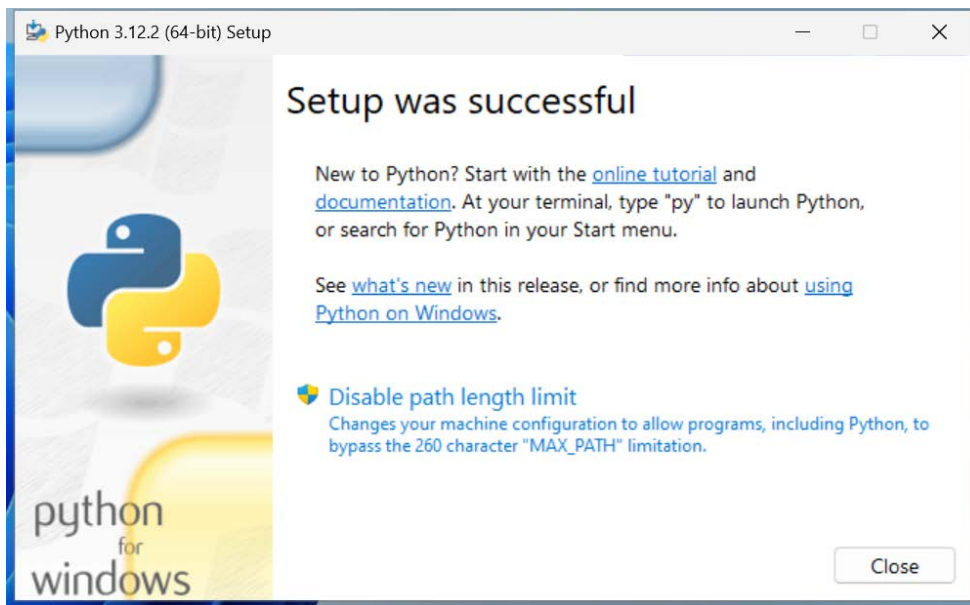 Python 3.12.2 (64-bit) Setup
Setup was successful
New to Python? Start with the online tutorial and
documentation. At your terminal, type "py" to launch Python,
or search for Python in your Start menu.
See what's new in this release, or find more info about using
Python on Windows.
Disable path length limit
Changes your machine configuration to allow programs, including Python, to
bypass the 260 character "MAX_PATH" limitation.
python
for
windows
Close